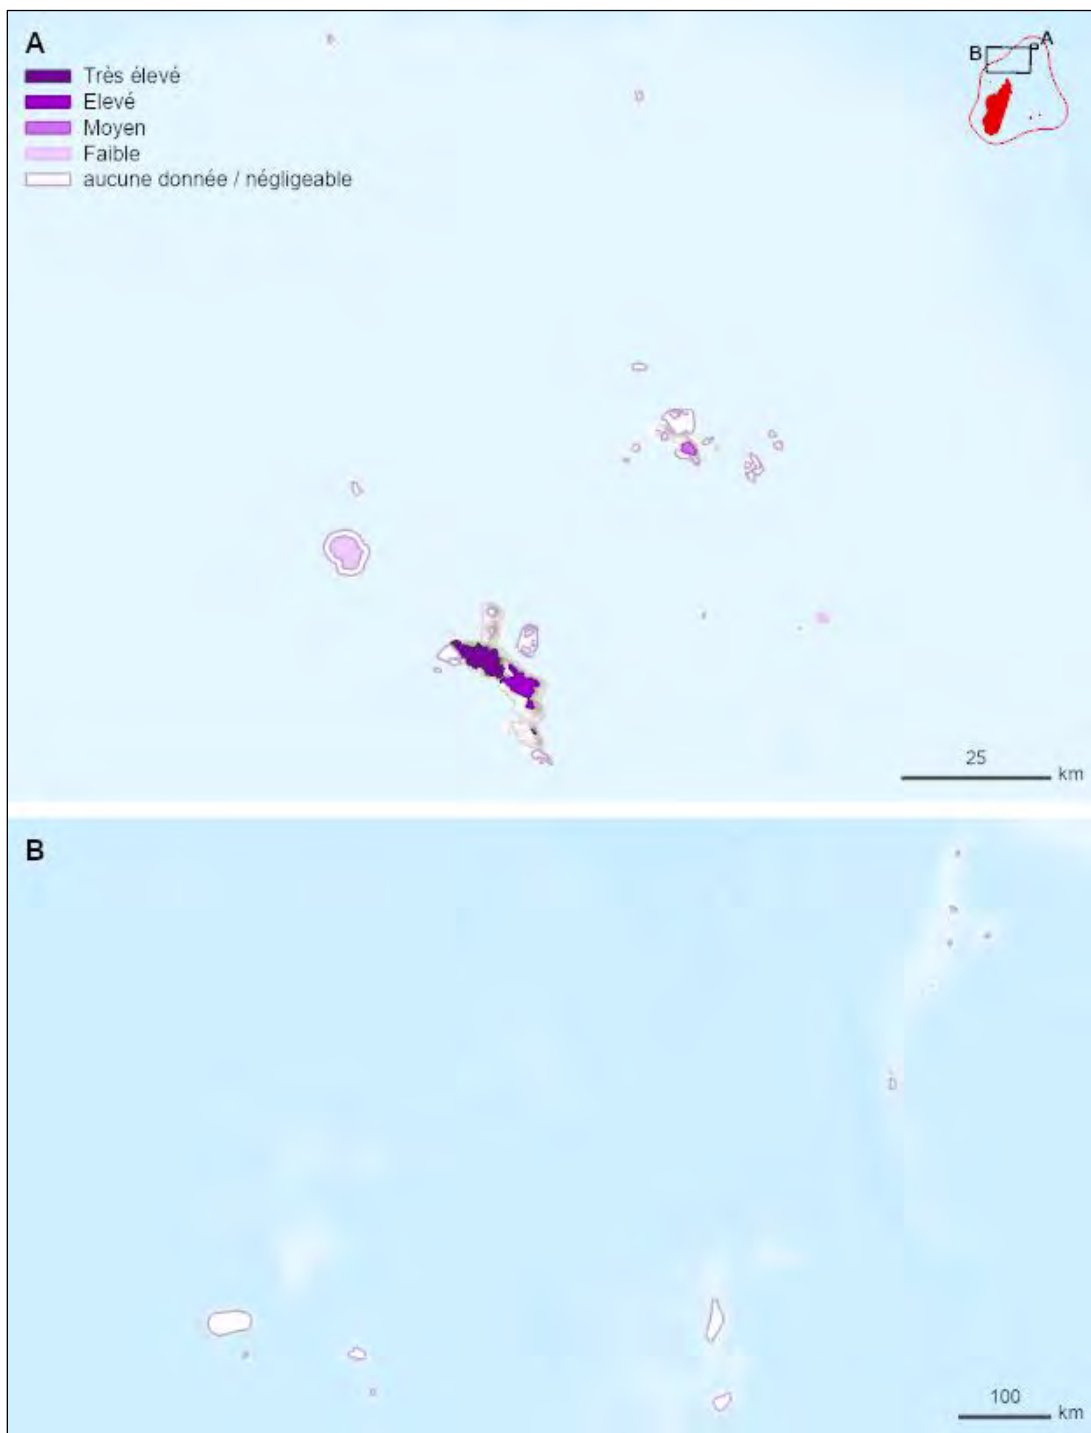 A
Très élevé
Elevé
Moyen
Faible
aucune donnée / négligeable
A
B
25
km
B
100
km